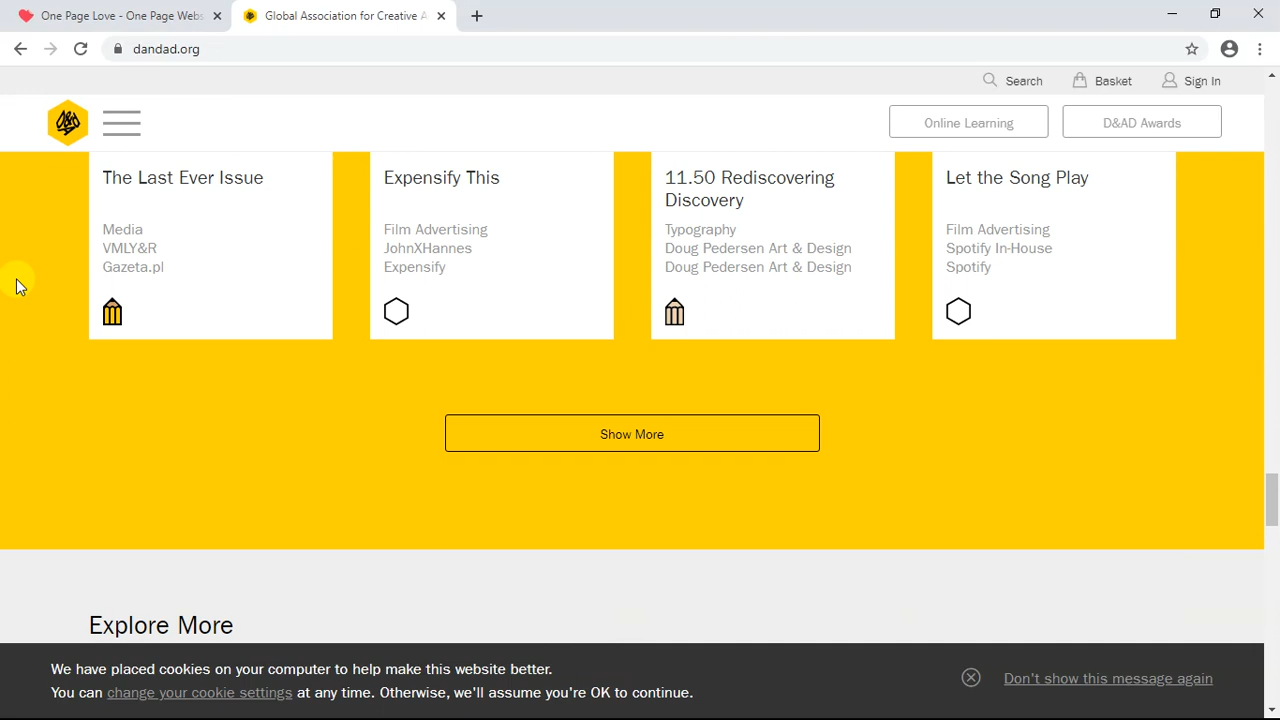 One Page Love - One Page Webs
Global Association for Creative A
dandad.org
Search
Basket
Sign In
Online Learning
D&AD Awards
The Last Ever Issue
Media
VMLY&R
Gazeta.pl
Expensify This
Film Advertising
JohnXHannes
Expensify
11.50 Rediscovering
Discovery
Typography
Doug Pedersen Art & Design
Doug Pedersen Art & Design
Let the Song Play
Film Advertising
Spotify In-House
Spotify
Show More
Explore More
We have placed cookies on your computer to help make this website better.
You can change your cookie settings at any time. Otherwise, we'll assume you're OK to continue.
Don't show this message again